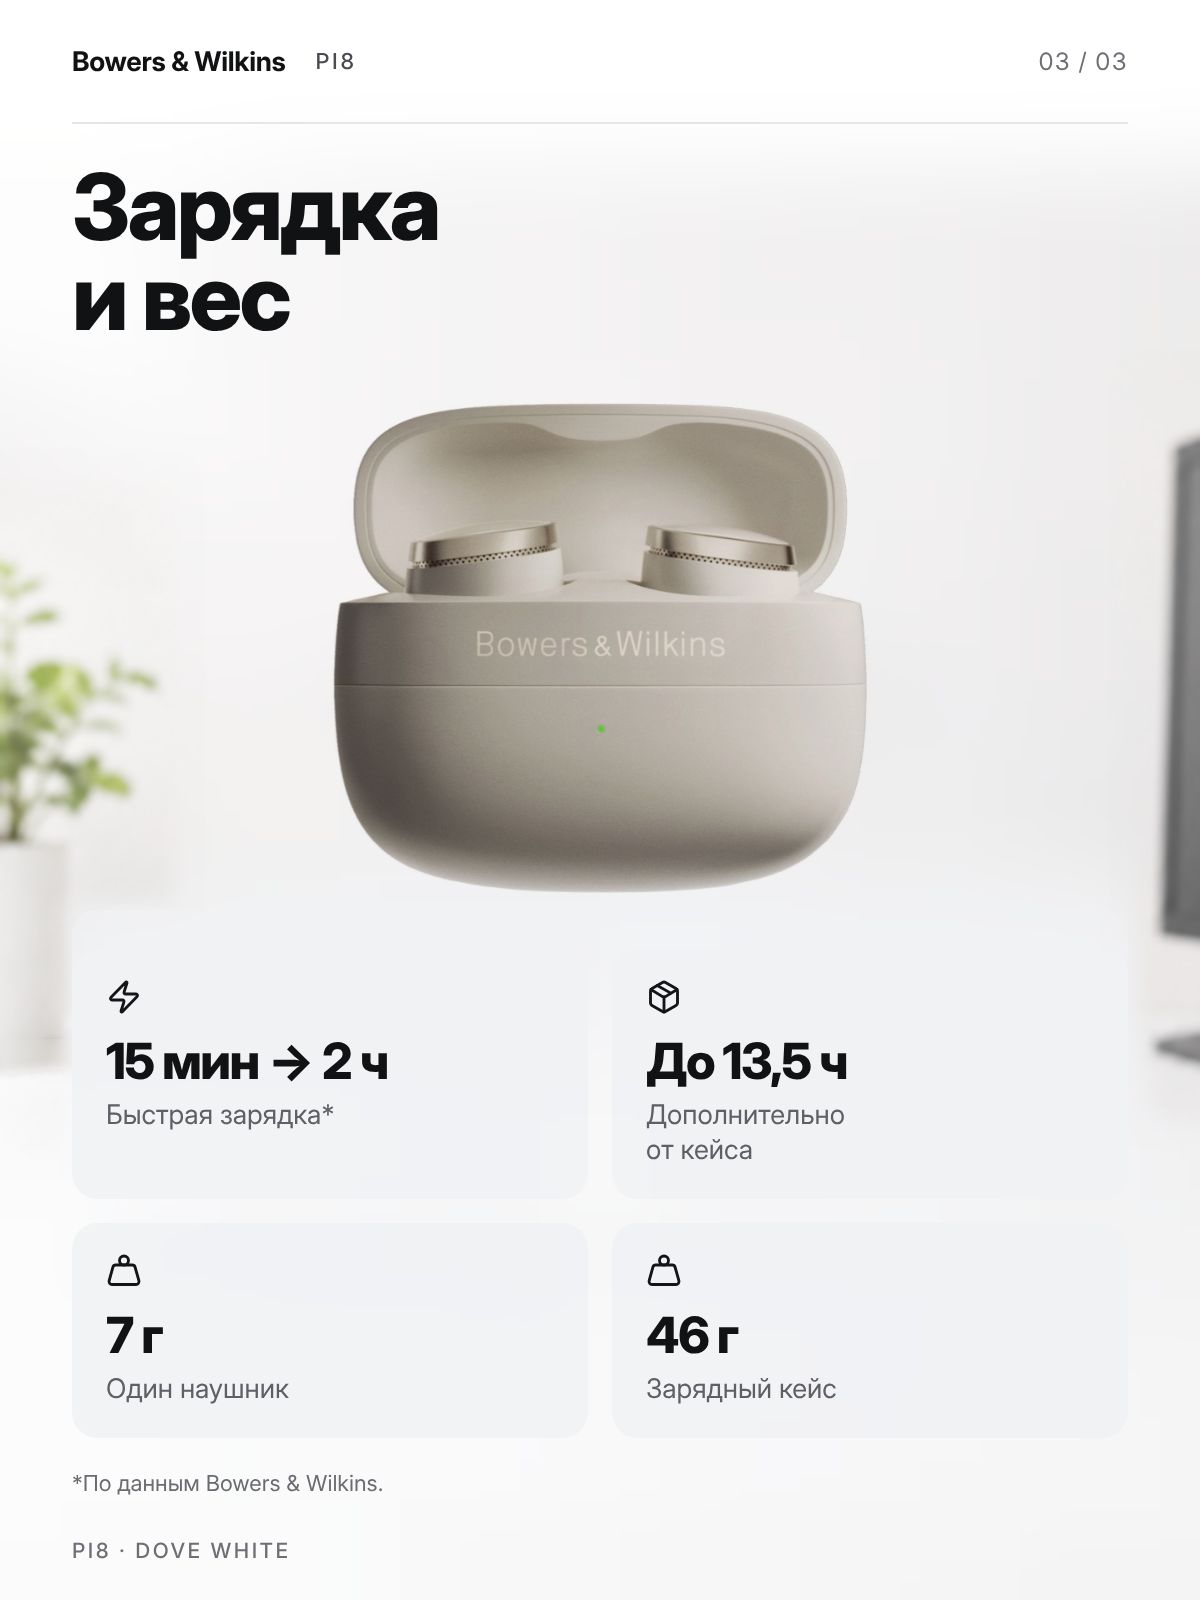 Bowers & Wilkins PI8
03 / 03
Зарядка
и вес
Bowers & Wilkins
15 мин → 2 ч
Быстрая зарядка*
До 13,5 ч
Дополнительно
от кейса
7 г
Один наушник
46 г
Зарядный кейс
*По данным Bowers & Wilkins.
PI8 · DOVE WHITE